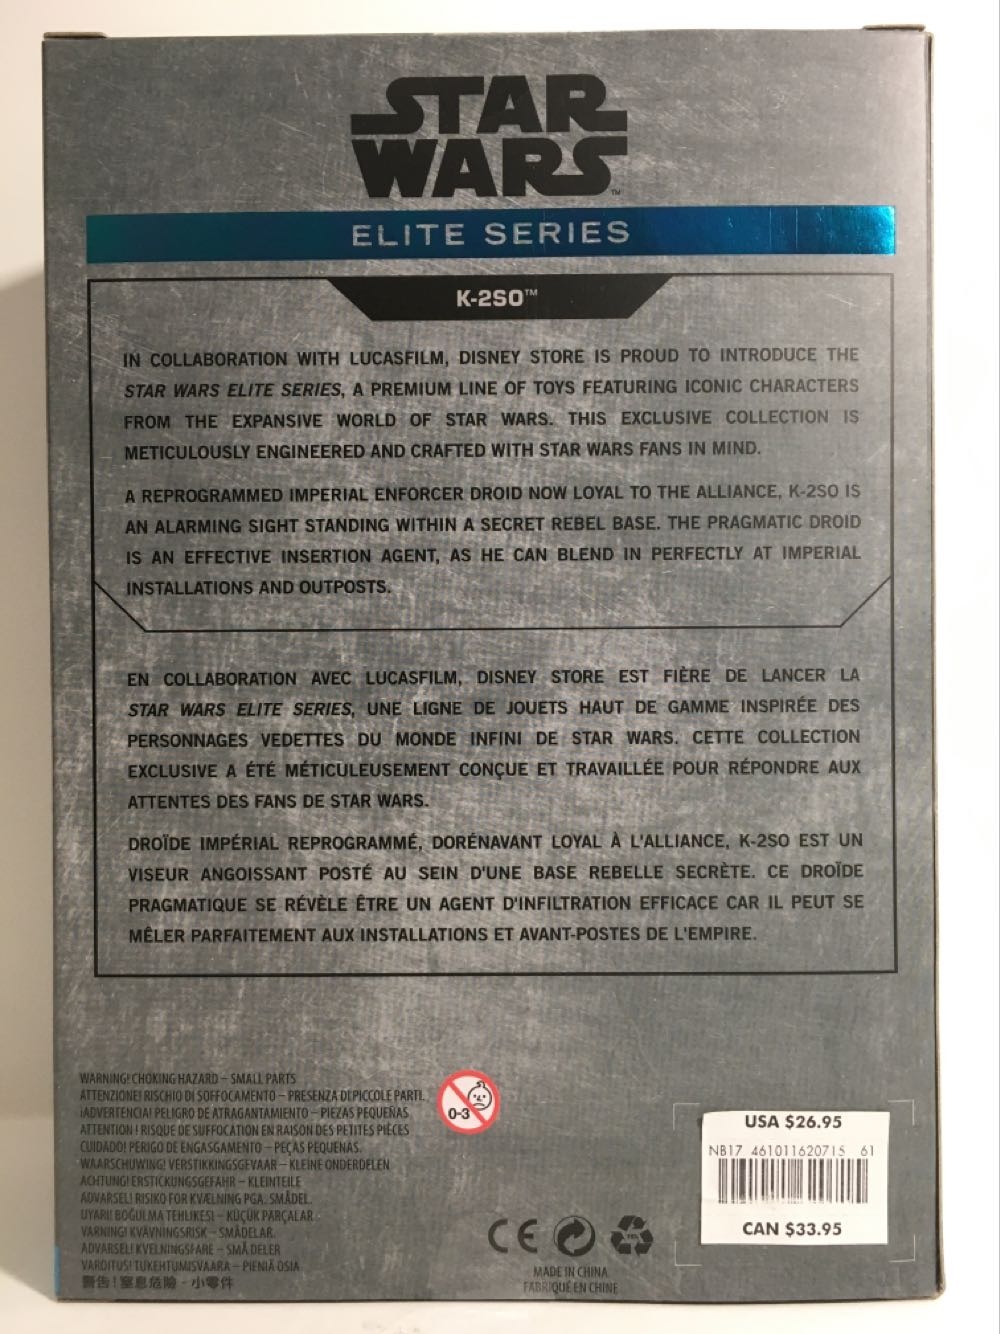 STAR
WARS™
ELITE SERIES
K-2SO™
IN COLLABORATION WITH LUCASFILM, DISNEY STORE IS PROUD TO INTRODUCE THE
STAR WARS ELITE SERIES, A PREMIUM LINE OF TOYS FEATURING ICONIC CHARACTERS
FROM THE EXPANSIVE WORLD OF STAR WARS. THIS EXCLUSIVE COLLECTION IS
METICULOUSLY ENGINEERED AND CRAFTED WITH STAR WARS FANS IN MIND.
A REPROGRAMMED IMPERIAL ENFORCER DROID NOW LOYAL TO THE ALLIANCE, K-2SO IS
AN ALARMING SIGHT STANDING WITHIN A SECRET REBEL BASE. THE PRAGMATIC DROID
IS AN EFFECTIVE INSERTION AGENT, AS HE CAN BLEND IN PERFECTLY AT IMPERIAL
INSTALLATIONS AND OUTPOSTS.
EN COLLABORATION AVEC LUCASFILM, DISNEY STORE EST FIÈRE DE LANCER LA
STAR WARS ELITE SERIES, UNE LIGNE DE JOUETS HAUT DE GAMME INSPIRÉE DES
PERSONNAGES VEDETTES DU MONDE INFINI DE STAR WARS. CETTE COLLECTION
EXCLUSIVE A ÉTÉ MÉTICULEUSEMENT CONÇUE ET TRAVAILLÉE POUR RÉPONDRE AUX
ATTENTES DES FANS DE STAR WARS.
DROÏDE IMPÉRIAL REPROGRAMMÉ, DORÉNAVANT LOYAL À L'ALLIANCE, K-2SO EST UN
VISEUR ANGOISSANT POSTÉ AU SEIN D'UNE BASE REBELLE SECRÈTE. CE DROÏDE
PRAGMATIQUE SE RÉVÈLE ÊTRE UN AGENT D'INFILTRATION EFFICACE CAR IL PEUT SE
MÊLER PARFAITEMENT AUX INSTALLATIONS ET AVANT-POSTES DE L'EMPIRE.
WARNING! CHOKING HAZARD – SMALL PARTS
ATTENZIONE! RISCHIO DI SOFFOCAMENTO – PRESENZA DI PICCOLE PARTI.
¡ADVERTENCIA! PELIGRO DE ATRAGANTAMIENTO – PIEZAS PEQUEÑAS
ATTENTION ! RISQUE DE SUFFOCATION EN RAISON DES PETITES PIÈCES
CUIDADO! PERIGO DE ENGASGAMENTO – PEÇAS PEQUENAS.
WAARSCHUWING! VERSTIKKINGSGEVAAR – KLEINE ONDERDELEN
ACHTUNG! ERSTICKUNGSGEFAHR – KLEINTEILE
ADVARSEL! RISIKO FOR KVÆLNING PGA. SMÅDEL.
UYARI! BOĞULMA TEHLİKESİ – KÜÇÜK PARÇALAR
VARNING! KVÄVNINGSRISK – SMÅDELAR.
ADVARSEL! KVELNINGSFARE – SMÅ DELER
VAROITUS! TUKEHTUMISVAARA – PIENIÄ OSIA
警告！窒息危險 - 小零件
0-3
CE
MADE IN CHINA
FABRIQUÉ EN CHINE
USA $26.95
NB17 461011620715 61
CAN $33.95